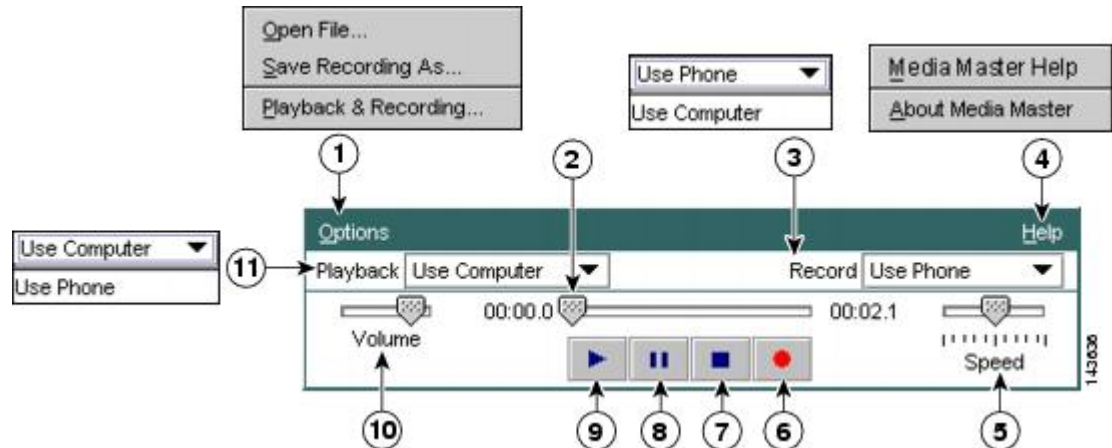 Open File...
Save Recording As...
Playback & Recording...
Use Phone
Use Computer
Media Master Help
About Media Master
1
2
3
4
Options
Help
Use Computer
Use Phone
11
Playback
Use Computer
Record
Use Phone
00:00.0
00:02.1
Volume
Speed
143636
10
9
8
7
6
5